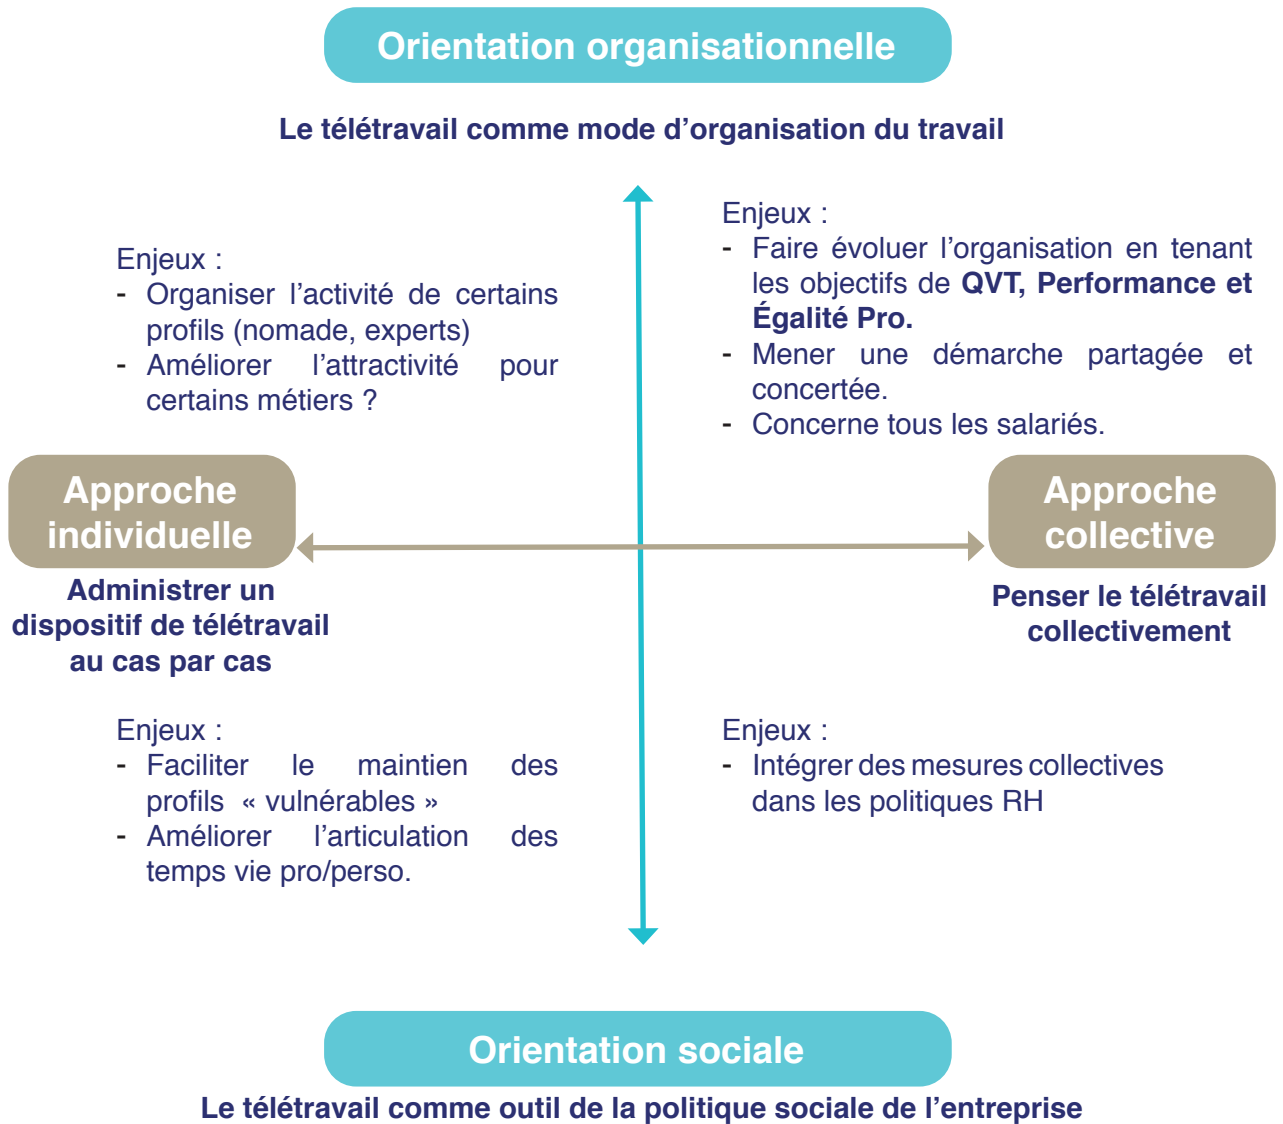 Orientation organisationnelle
Le télétravail comme mode d’organisation du travail
Enjeux :
- Organiser l’activité de certains
profils (nomade, experts)
- Améliorer l’attractivité pour
certains métiers ?
Enjeux :
- Faire évoluer l’organisation en tenant
les objectifs de QVT, Performance et
Égalité Pro.
- Mener une démarche partagée et
concertée.
- Concerne tous les salariés.
Approche
individuelle
Administrer un
dispositif de télétravail
au cas par cas
Approche
collective
Penser le télétravail
collectivement
Enjeux :
- Faciliter le maintien des
profils « vulnérables »
- Améliorer l’articulation des
temps vie pro/perso.
Enjeux :
- Intégrer des mesures collectives
dans les politiques RH
Orientation sociale
Le télétravail comme outil de la politique sociale de l’entreprise